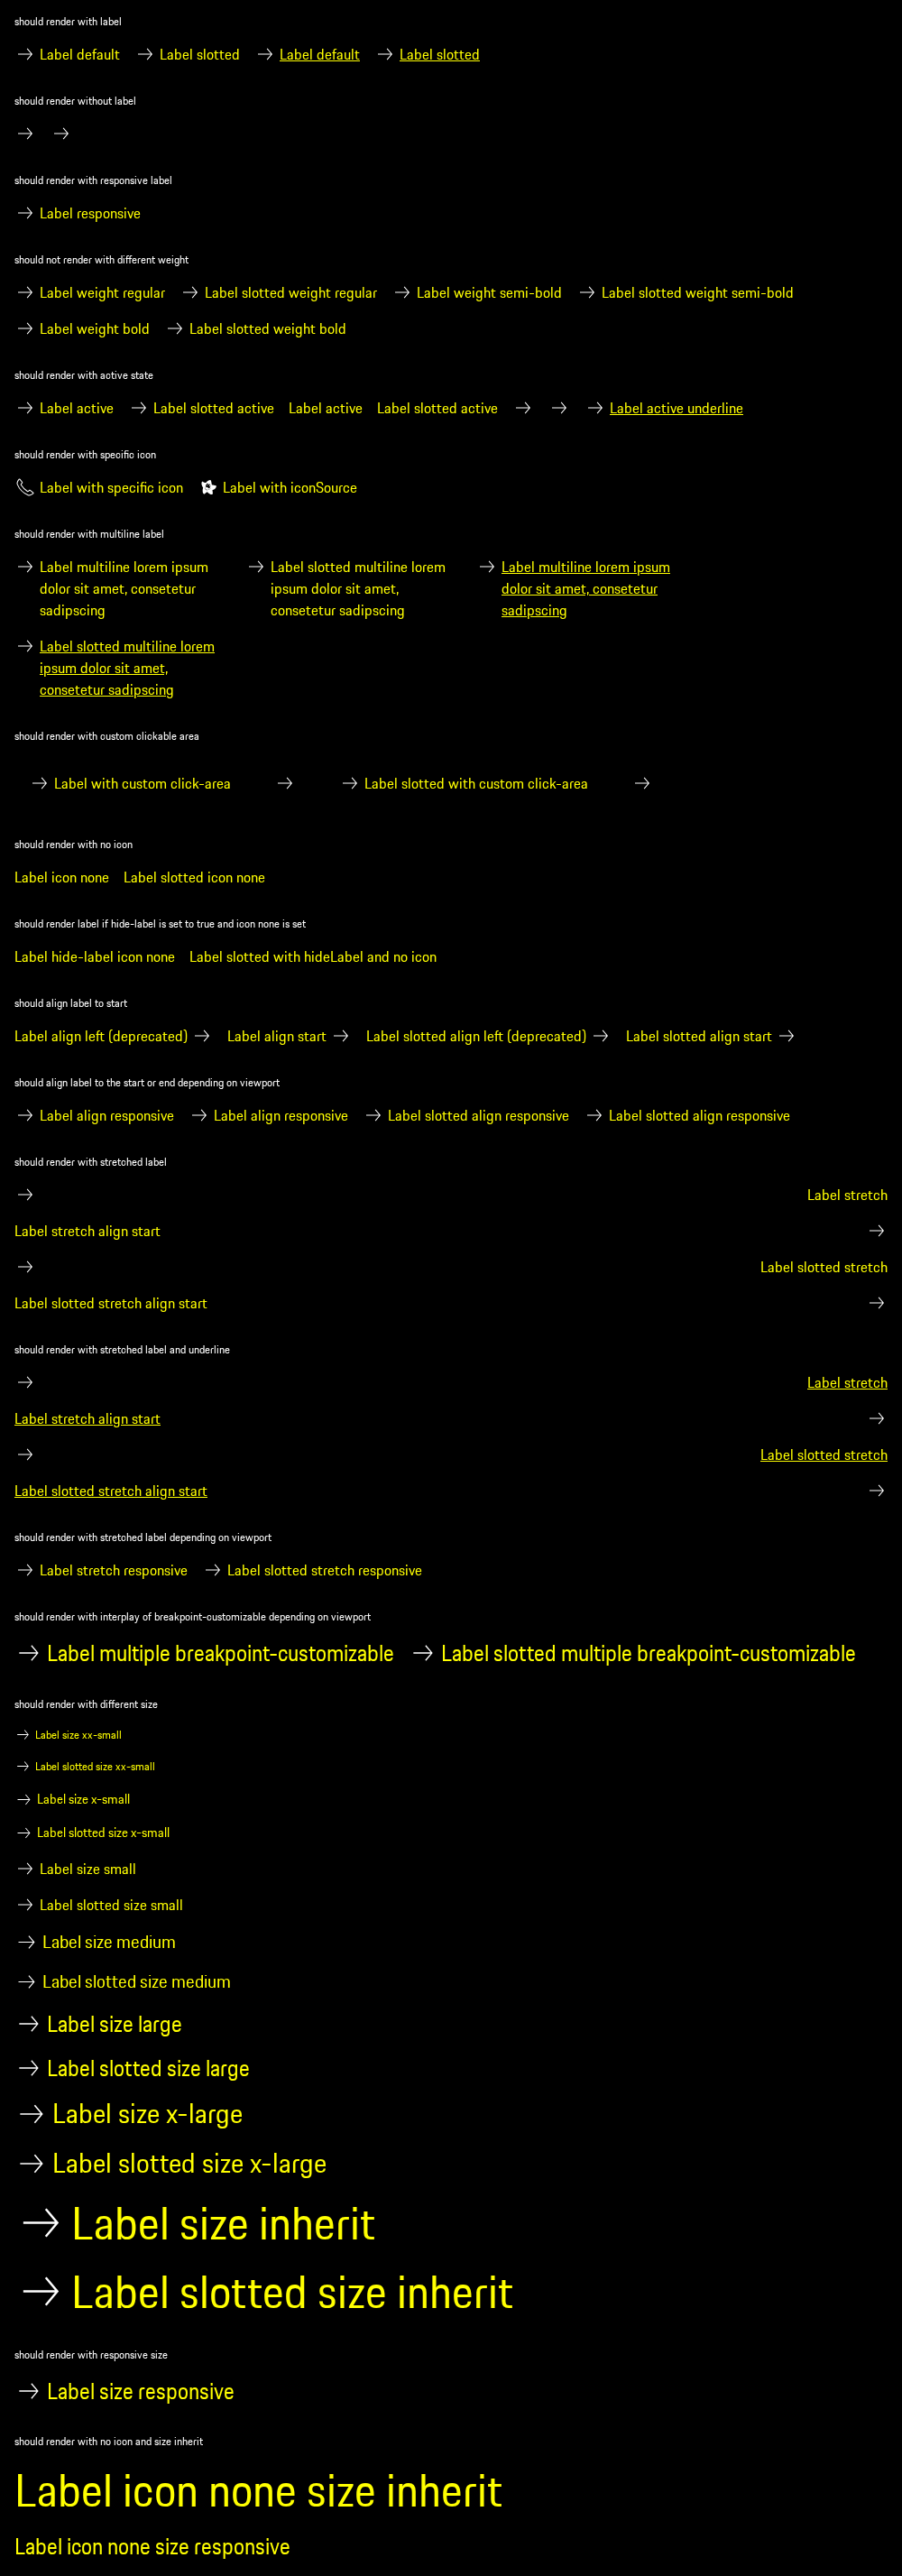 should render with label
Label default Label slotted Label default Label slotted
should render without label
should render with responsive label
Label responsive
should not render with different weight
Label weight regular Label slotted weight regular Label weight semi-bold Label slotted weight semi-bold
Label weight bold Label slotted weight bold
should render with active state
Label active Label slotted active Label active Label slotted active Label active underline
should render with specific icon
Label with specific icon Label with iconSource
should render with multiline label
Label multiline lorem ipsum
dolor sit amet, consetetur
sadipscing
Label slotted multiline lorem
ipsum dolor sit amet,
consetetur sadipscing
Label multiline lorem ipsum
dolor sit amet, consetetur
sadipscing
Label slotted multiline lorem
ipsum dolor sit amet,
consetetur sadipscing
should render with custom clickable area
Label with custom click-area Label slotted with custom click-area
should render with no icon
Label icon none Label slotted icon none
should render label if hide-label is set to true and icon none is set
Label hide-label icon none Label slotted with hideLabel and no icon
should align label to start
Label align left (deprecated) Label align start Label slotted align left (deprecated) Label slotted align start
should align label to the start or end depending on viewport
Label align responsive Label align responsive Label slotted align responsive Label slotted align responsive
should render with stretched label
Label stretch
Label stretch align start
Label slotted stretch
Label slotted stretch align start
should render with stretched label and underline
Label stretch
Label stretch align start
Label slotted stretch
Label slotted stretch align start
should render with stretched label depending on viewport
Label stretch responsive Label slotted stretch responsive
should render with interplay of breakpoint-customizable depending on viewport
Label multiple breakpoint-customizable Label slotted multiple breakpoint-customizable
should render with different size
Label size xx-small
Label slotted size xx-small
Label size x-small
Label slotted size x-small
Label size small
Label slotted size small
Label size medium
Label slotted size medium
Label size large
Label slotted size large
Label size x-large
Label slotted size x-large
Label size inherit
Label slotted size inherit
should render with responsive size
Label size responsive
should render with no icon and size inherit
Label icon none size inherit
Label icon none size responsive